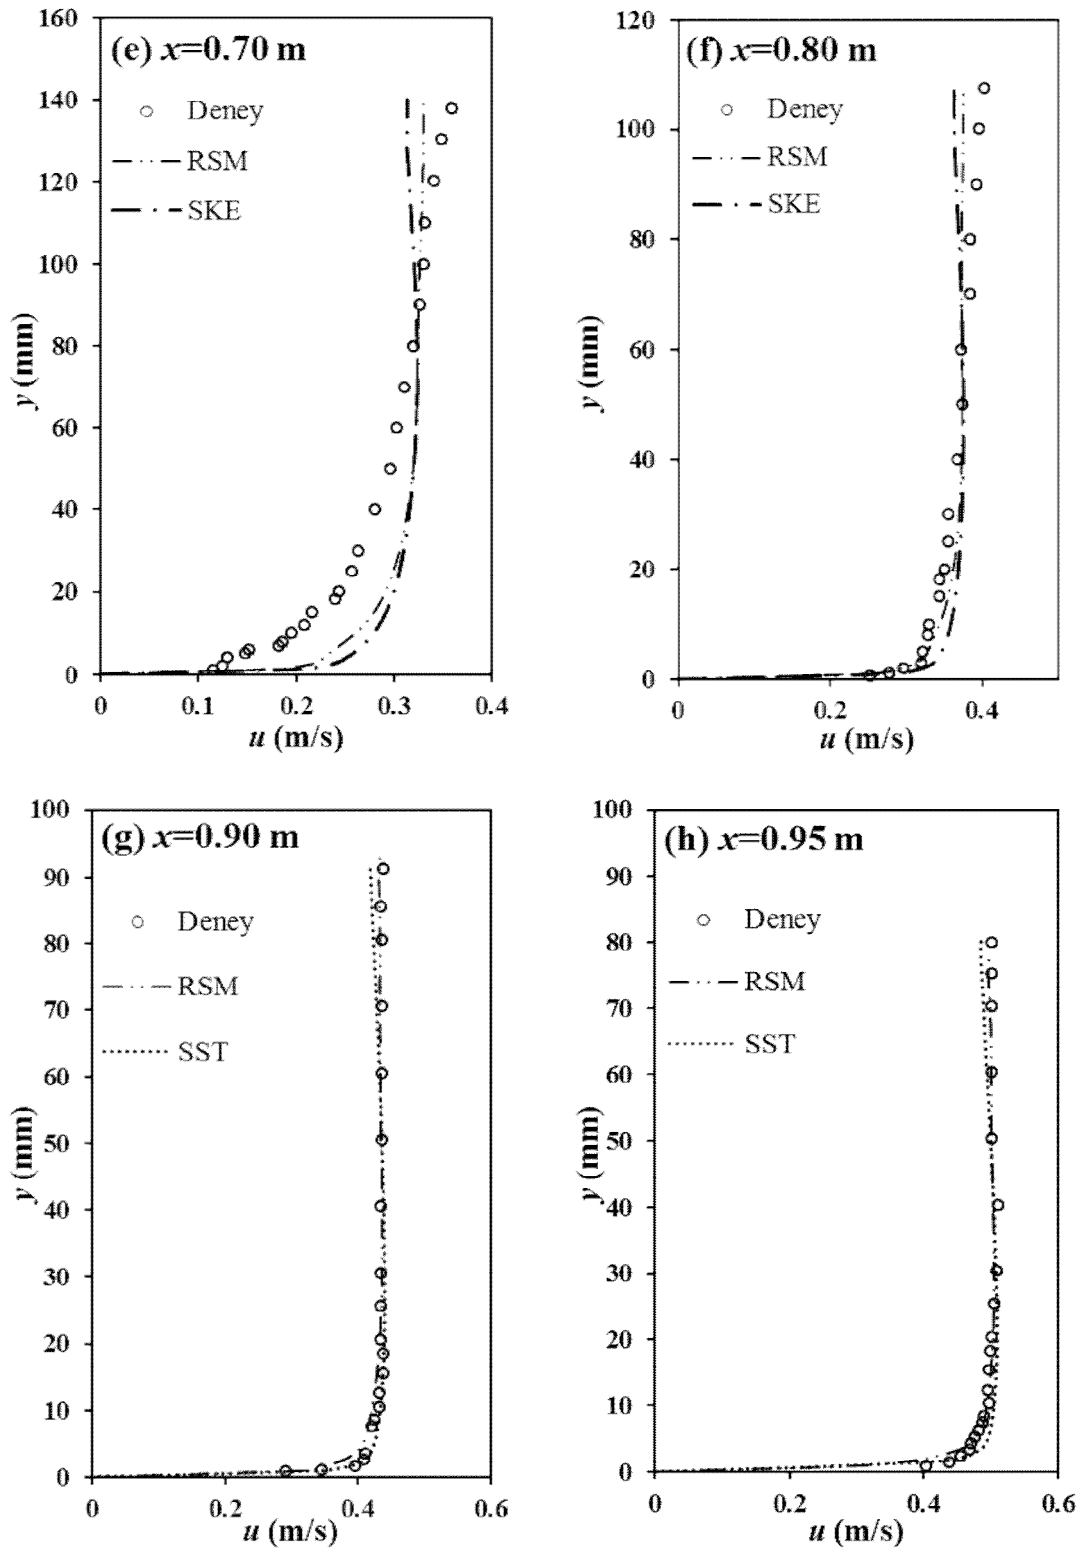 (e) x=0.70 m
Deney
RSM
SKE
160
140
120
100
80
60
40
20
0
y (mm)
0 0.1 0.2 0.3 0.4
u (m/s)
(f) x=0.80 m
Deney
RSM
SKE
120
100
80
60
40
20
0
y (mm)
0 0.2 0.4
u (m/s)
(g) x=0.90 m
Deney
RSM
SST
100
90
80
70
60
50
40
30
20
10
0
y (mm)
0 0.2 0.4 0.6
u (m/s)
(h) x=0.95 m
Deney
RSM
SST
100
90
80
70
60
50
40
30
20
10
0
y (mm)
0 0.2 0.4 0.6
u (m/s)